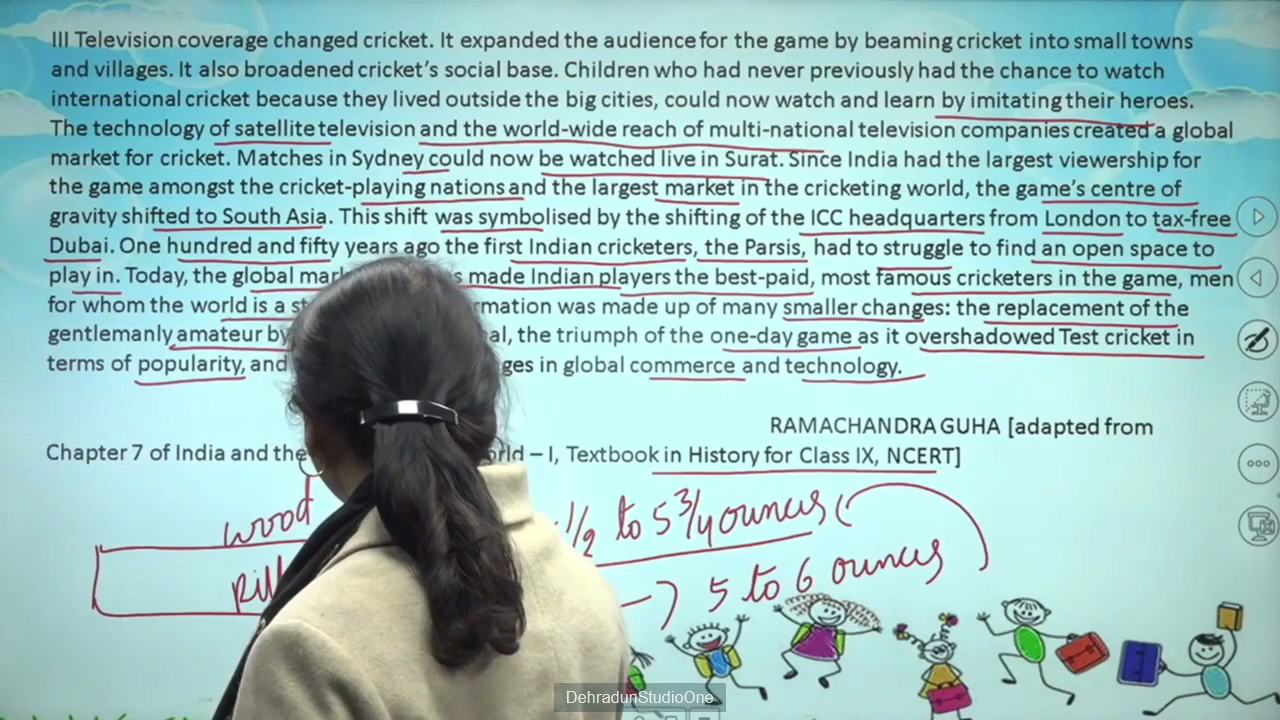 III Television coverage changed cricket. It expanded the audience for the game by beaming cricket into small towns
and villages. It also broadened cricket's social base. Children who had never previously had the chance to watch
international cricket because they lived outside the big cities, could now watch and learn by imitating their heroes.
The technology of satellite television and the world-wide reach of multi-national television companies created a global
market for cricket. Matches in Sydney could now be watched live in Surat. Since India had the largest viewership for
the game amongst the cricket-playing nations and the largest market in the cricketing world, the game's centre of
gravity shifted to South Asia. This shift was symbolised by the shifting of the ICC headquarters from London to tax-free
Dubai. One hundred and fifty years ago the first Indian cricketers, the Parsis, had to struggle to find an open space to
play in. Today, the global made Indian players the best-paid, most famous cricketers in the game, men
for whom the world is a was made up of many smaller changes: the replacement of the
gentlemanly amateur by the triumph of the one-day game as it overshadowed Test cricket in
terms of popularity, and in global commerce and technology.
RAMACHANDRA GUHA [adapted from
Chapter 7 of India and the – I, Textbook in History for Class IX, NCERT]
wood 1/2 to 5 3/4 ounces
5 to 6 ounces
DehradunStudioOne